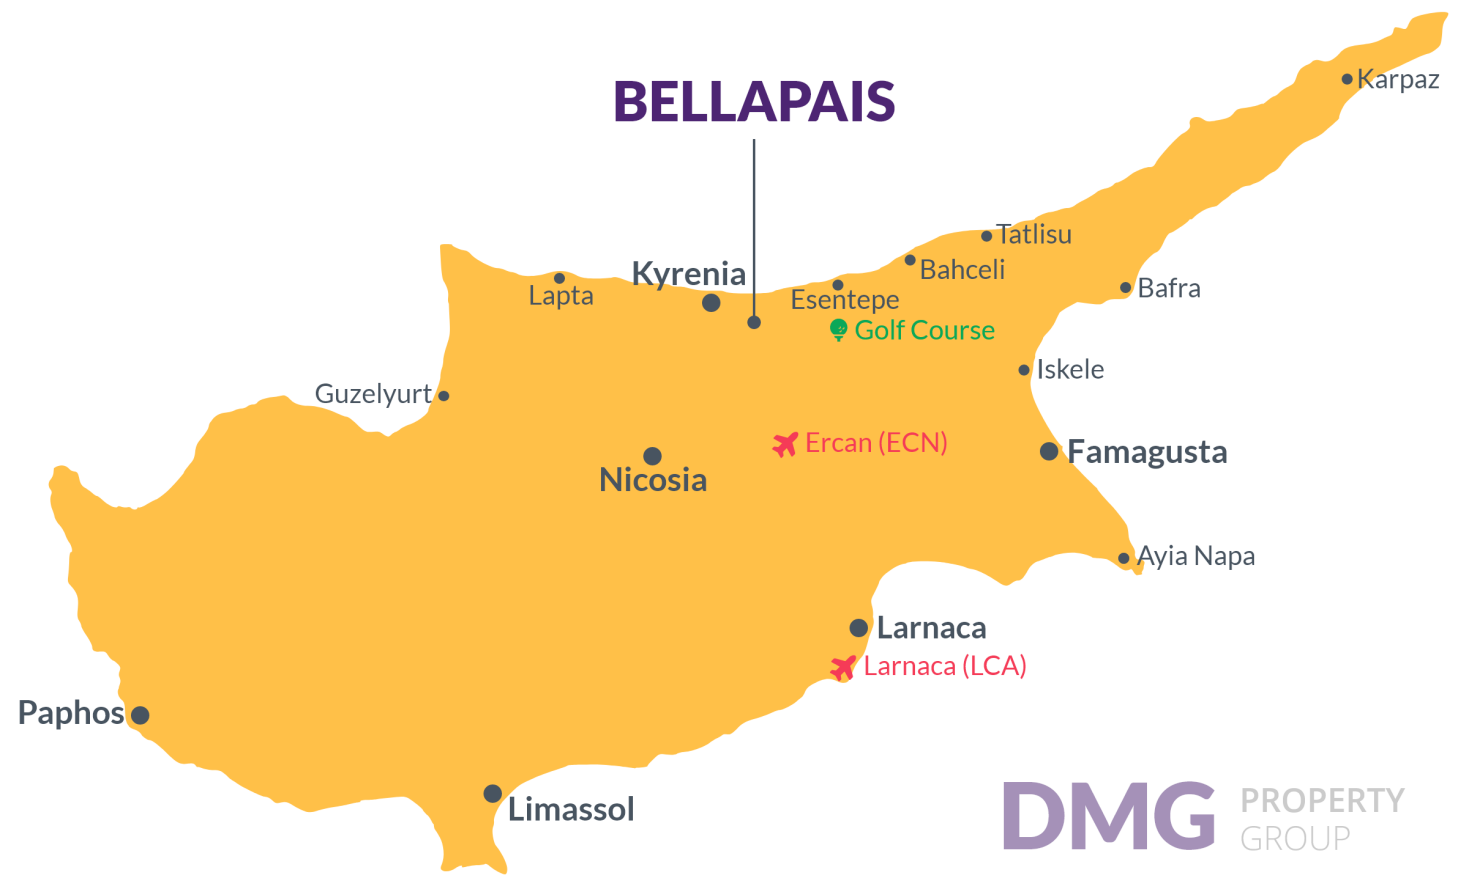 Karpaz
BELLAPAIS
Tatlisu
Bahceli
Kyrenia
Lapta
Esentepe
Bafra
Golf Course
Iskele
Guzelyurt
Ercan (ECN)
Famagusta
Nicosia
Ayia Napa
Larnaca
Larnaca (LCA)
Paphos
Limassol
DMG PROPERTY
GROUP